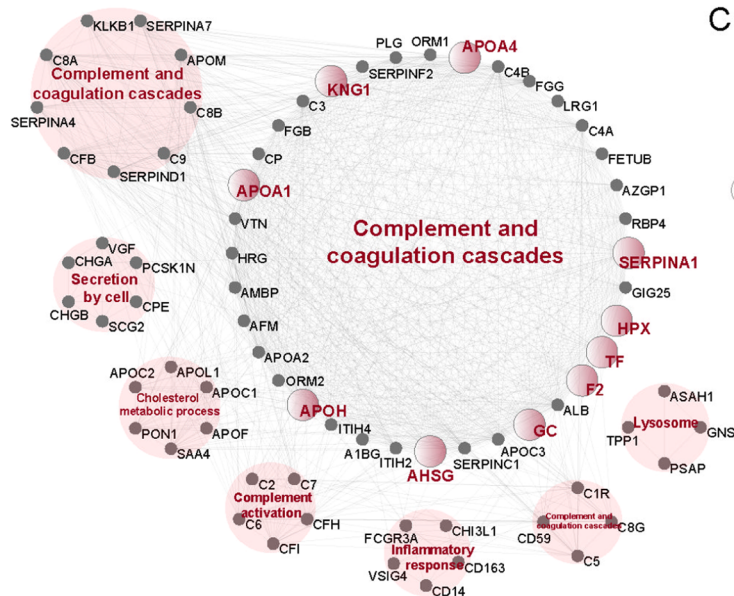 C
KLKB1
SERPINA7
C8A
APOM
Complement and
coagulation cascades
SERPINA4
C8B
CFB
C9
SERPIND1
PLG
ORM1
APOA4
SERPINF2
KNG1
C4B
FGG
C3
LRG1
FGB
C4A
CP
FETUB
APOA1
AZGP1
VTN
RBP4
Complement and
coagulation cascades
HRG
SERPINA1
AMBP
GIG25
AFM
HPX
APOA2
TF
ORM2
F2
APOH
ALB
ITIH4
GC
A1BG
APOC3
ITIH2
SERPINC1
AHSG
VGF
CHGA
PCSK1N
Secretion
by cell
CHGB
CPE
SCG2
APOC2
APOL1
APOC1
Cholesterol
metabolic process
PON1
APOF
SAA4
ASAH1
Lysosome
TPP1
GNS
PSAP
C2
C7
Complement
activation
C6
CFH
CFI
FCGR3A
CHI3L1
Inflammatory
response
VSIG4
CD163
CD14
C1R
Complement and
coagulation cascades
CD59
C8G
C5